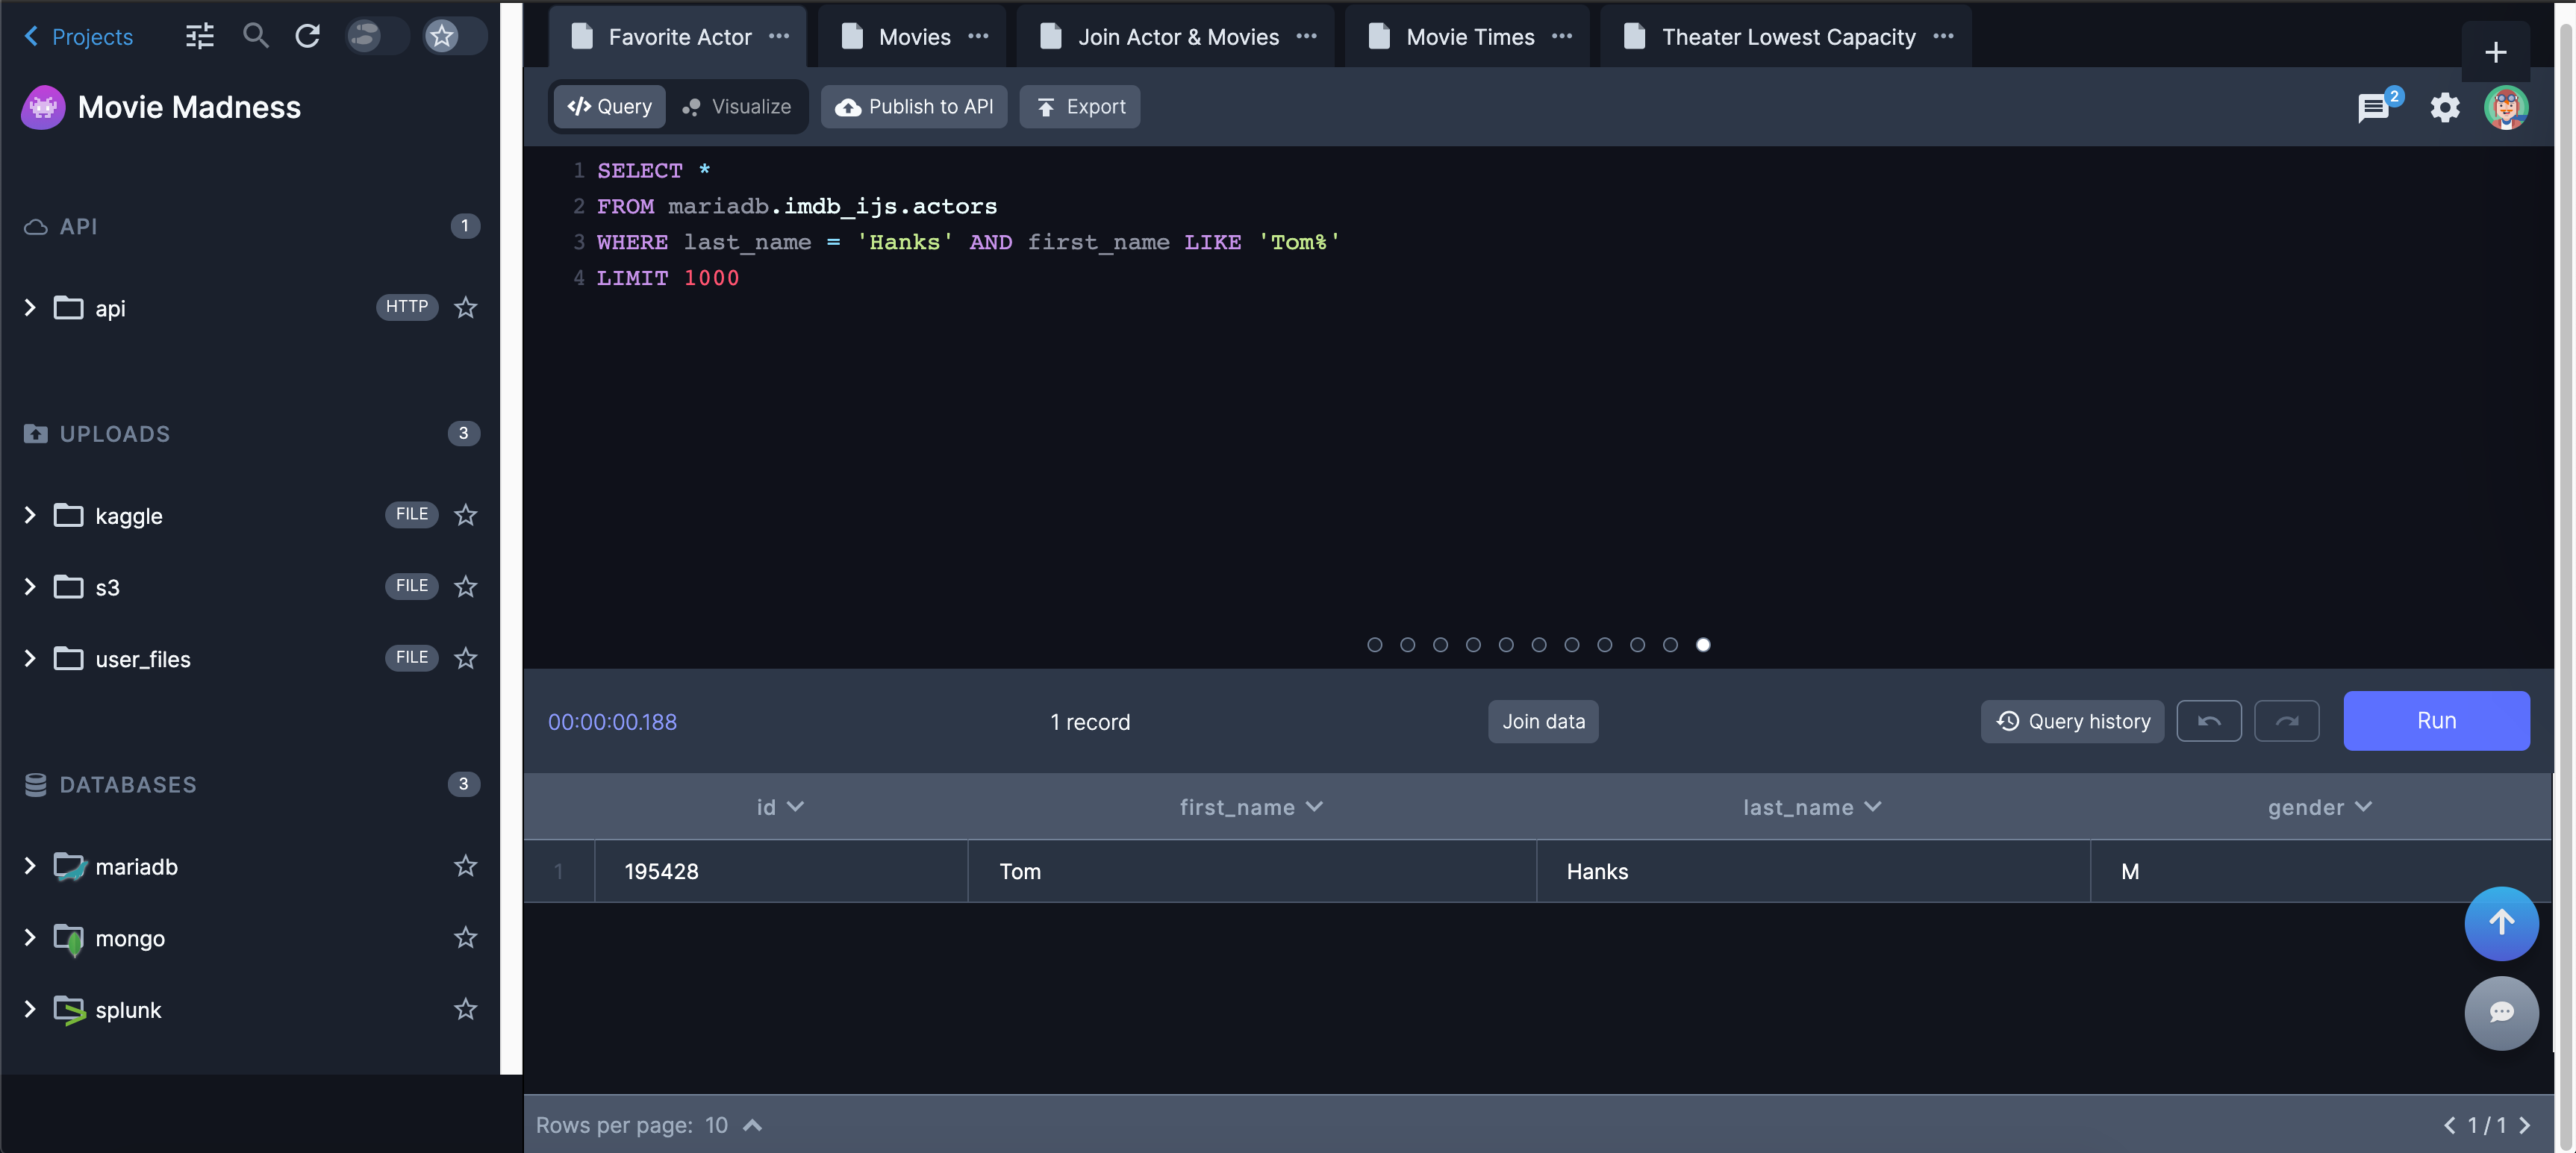 Projects
Movie Madness
API 1
api HTTP
UPLOADS 3
kaggle FILE
s3 FILE
user_files FILE
DATABASES 3
mariadb
mongo
splunk
Favorite Actor ••• Movies ••• Join Actor & Movies ••• Movie Times ••• Theater Lowest Capacity •••
+
</> Query Visualize Publish to API Export 2
1 SELECT *
2 FROM mariadb.imdb_ijs.actors
3 WHERE last_name = 'Hanks' AND first_name LIKE 'Tom%'
4 LIMIT 1000
00:00:00.188 1 record Join data Query history Run
id first_name last_name gender
1 195428 Tom Hanks M
Rows per page: 10 1 / 1